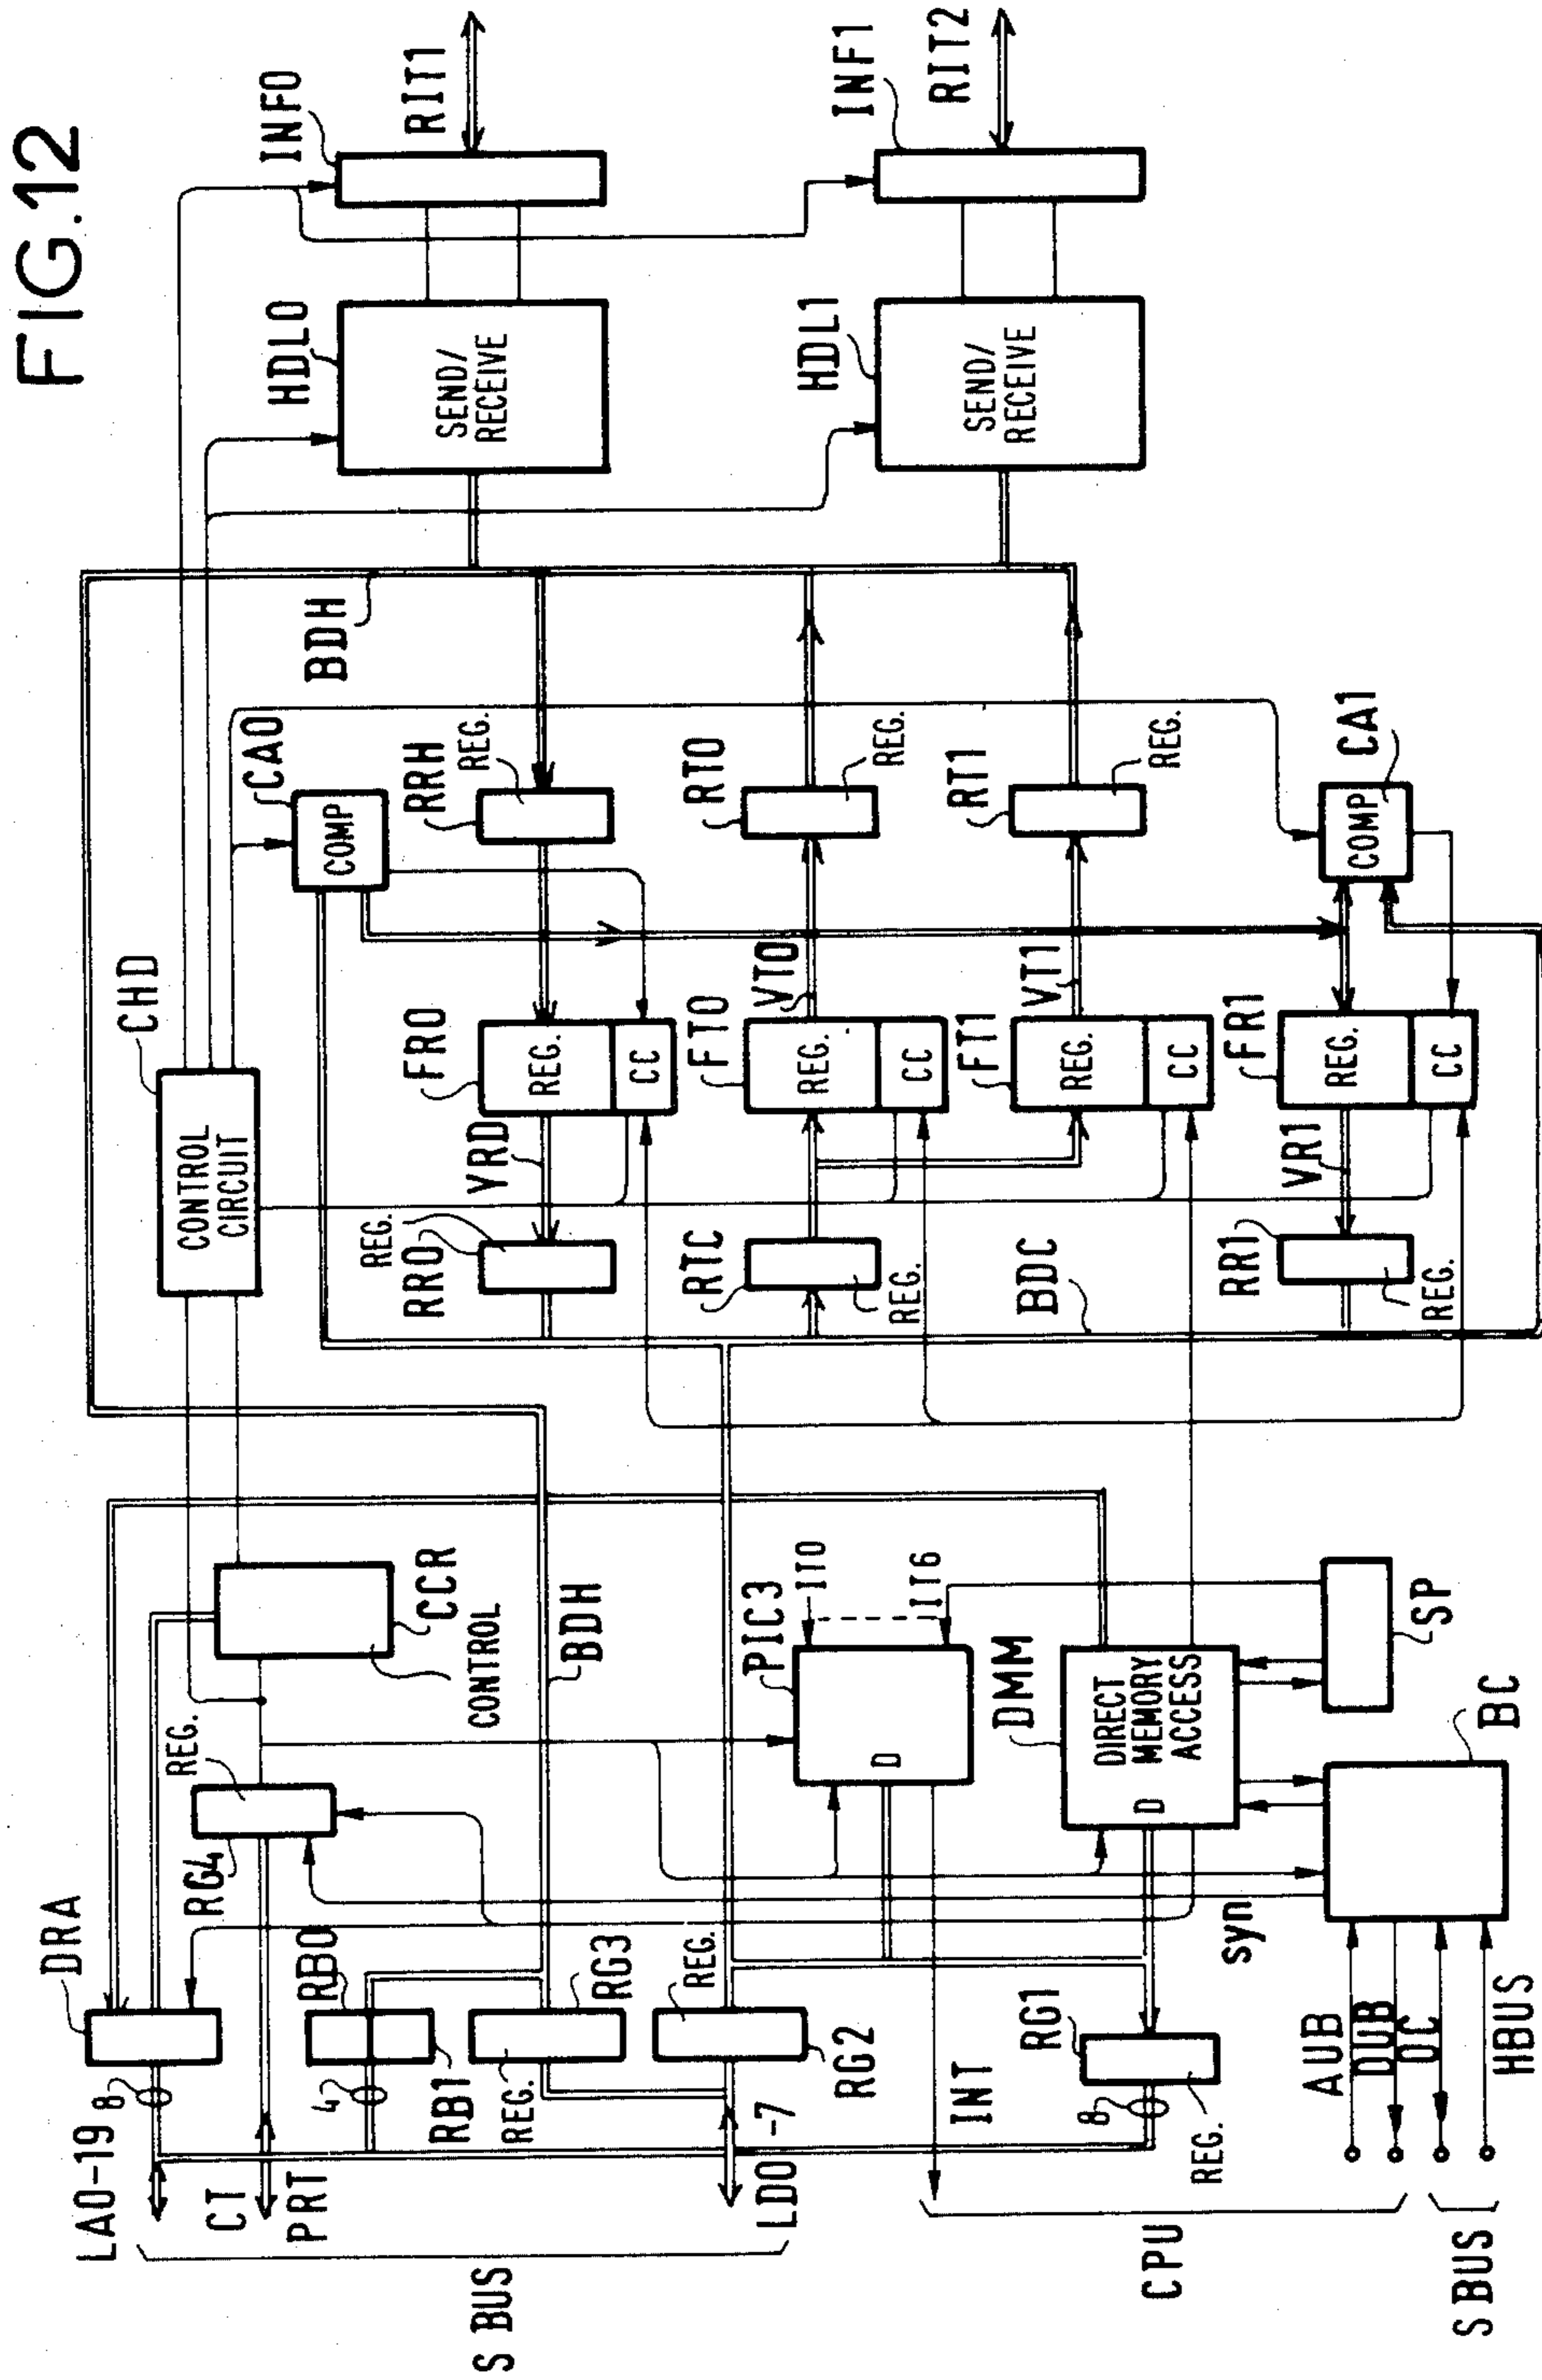 FIG.12
INF0
RIT1
INF1
RIT2
HDL0
SEND/
RECEIVE
HDL1
SEND/
RECEIVE
BDH
CA0
COMP
RRH
REG.
RT0
REG.
RT1
REG.
CA1
COMP
CHD
CONTROL
CIRCUIT
FR0
REG.
CC
FT0
REG.
CC
VT0
FT1
REG.
CC
VT1
FR1
REG.
CC
YRD
VR1
REG.
RR0
RTC
REG.
BDC
RR1
REG.
CCR
CONTROL
BDH
PIC3
IT0
IT6
D
DMM
DIRECT
MEMORY
ACCESS
D
SP
BC
REG.
RG4
DRA
RB0
RB1
RG3
REG.
REG.
RG2
RG1
REG.
syn
8
4
8
LA0-19
CT
PRT
LD0-7
INT
AUB
DUB
DC
HBUS
S BUS
CPU
S BUS